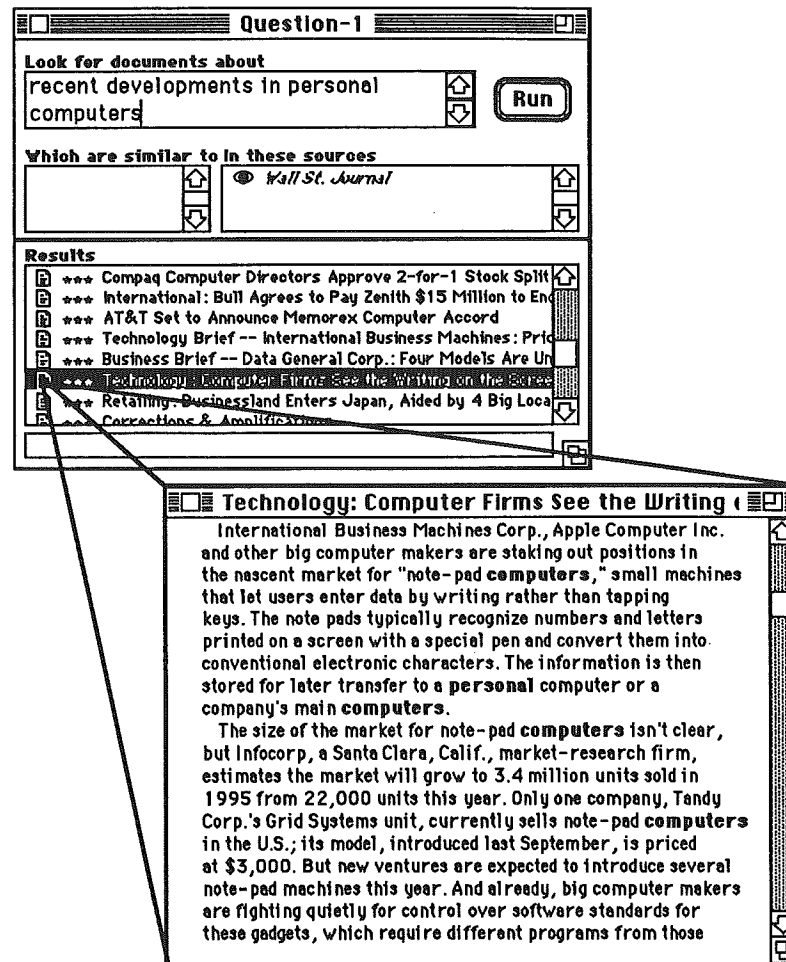 Question-1
Look for documents about
recent developments in personal
computers
Run
Which are similar to In these sources
Wall St. Journal
Results
*** Compaq Computer Directors Approve 2-for-1 Stock Split
*** International: Bull Agrees to Pay Zenith $15 Million to End
*** AT&T Set to Announce Memorex Computer Accord
*** Technology Brief -- International Business Machines: Pric
*** Business Brief -- Data General Corp.: Four Models Are Un
*** Technology: Computer Firms See the Writing on the Scree
*** Retailing: Businessland Enters Japan, Aided by 4 Big Loca
*** Corrections & Amplifications
Technology: Computer Firms See the Writing
International Business Machines Corp., Apple Computer Inc.
and other big computer makers are staking out positions in
the nascent market for "note-pad computers," small machines
that let users enter data by writing rather than tapping
keys. The note pads typically recognize numbers and letters
printed on a screen with a special pen and convert them into
conventional electronic characters. The information is then
stored for later transfer to a personal computer or a
company's main computers.
The size of the market for note-pad computers isn't clear,
but Infocorp, a Santa Clara, Calif., market-research firm,
estimates the market will grow to 3.4 million units sold in
1995 from 22,000 units this year. Only one company, Tandy
Corp.'s Grid Systems unit, currently sells note-pad computers
in the U.S.; its model, introduced last September, is priced
at $3,000. But new ventures are expected to introduce several
note-pad machines this year. And already, big computer makers
are fighting quietly for control over software standards for
these gadgets, which require different programs from those